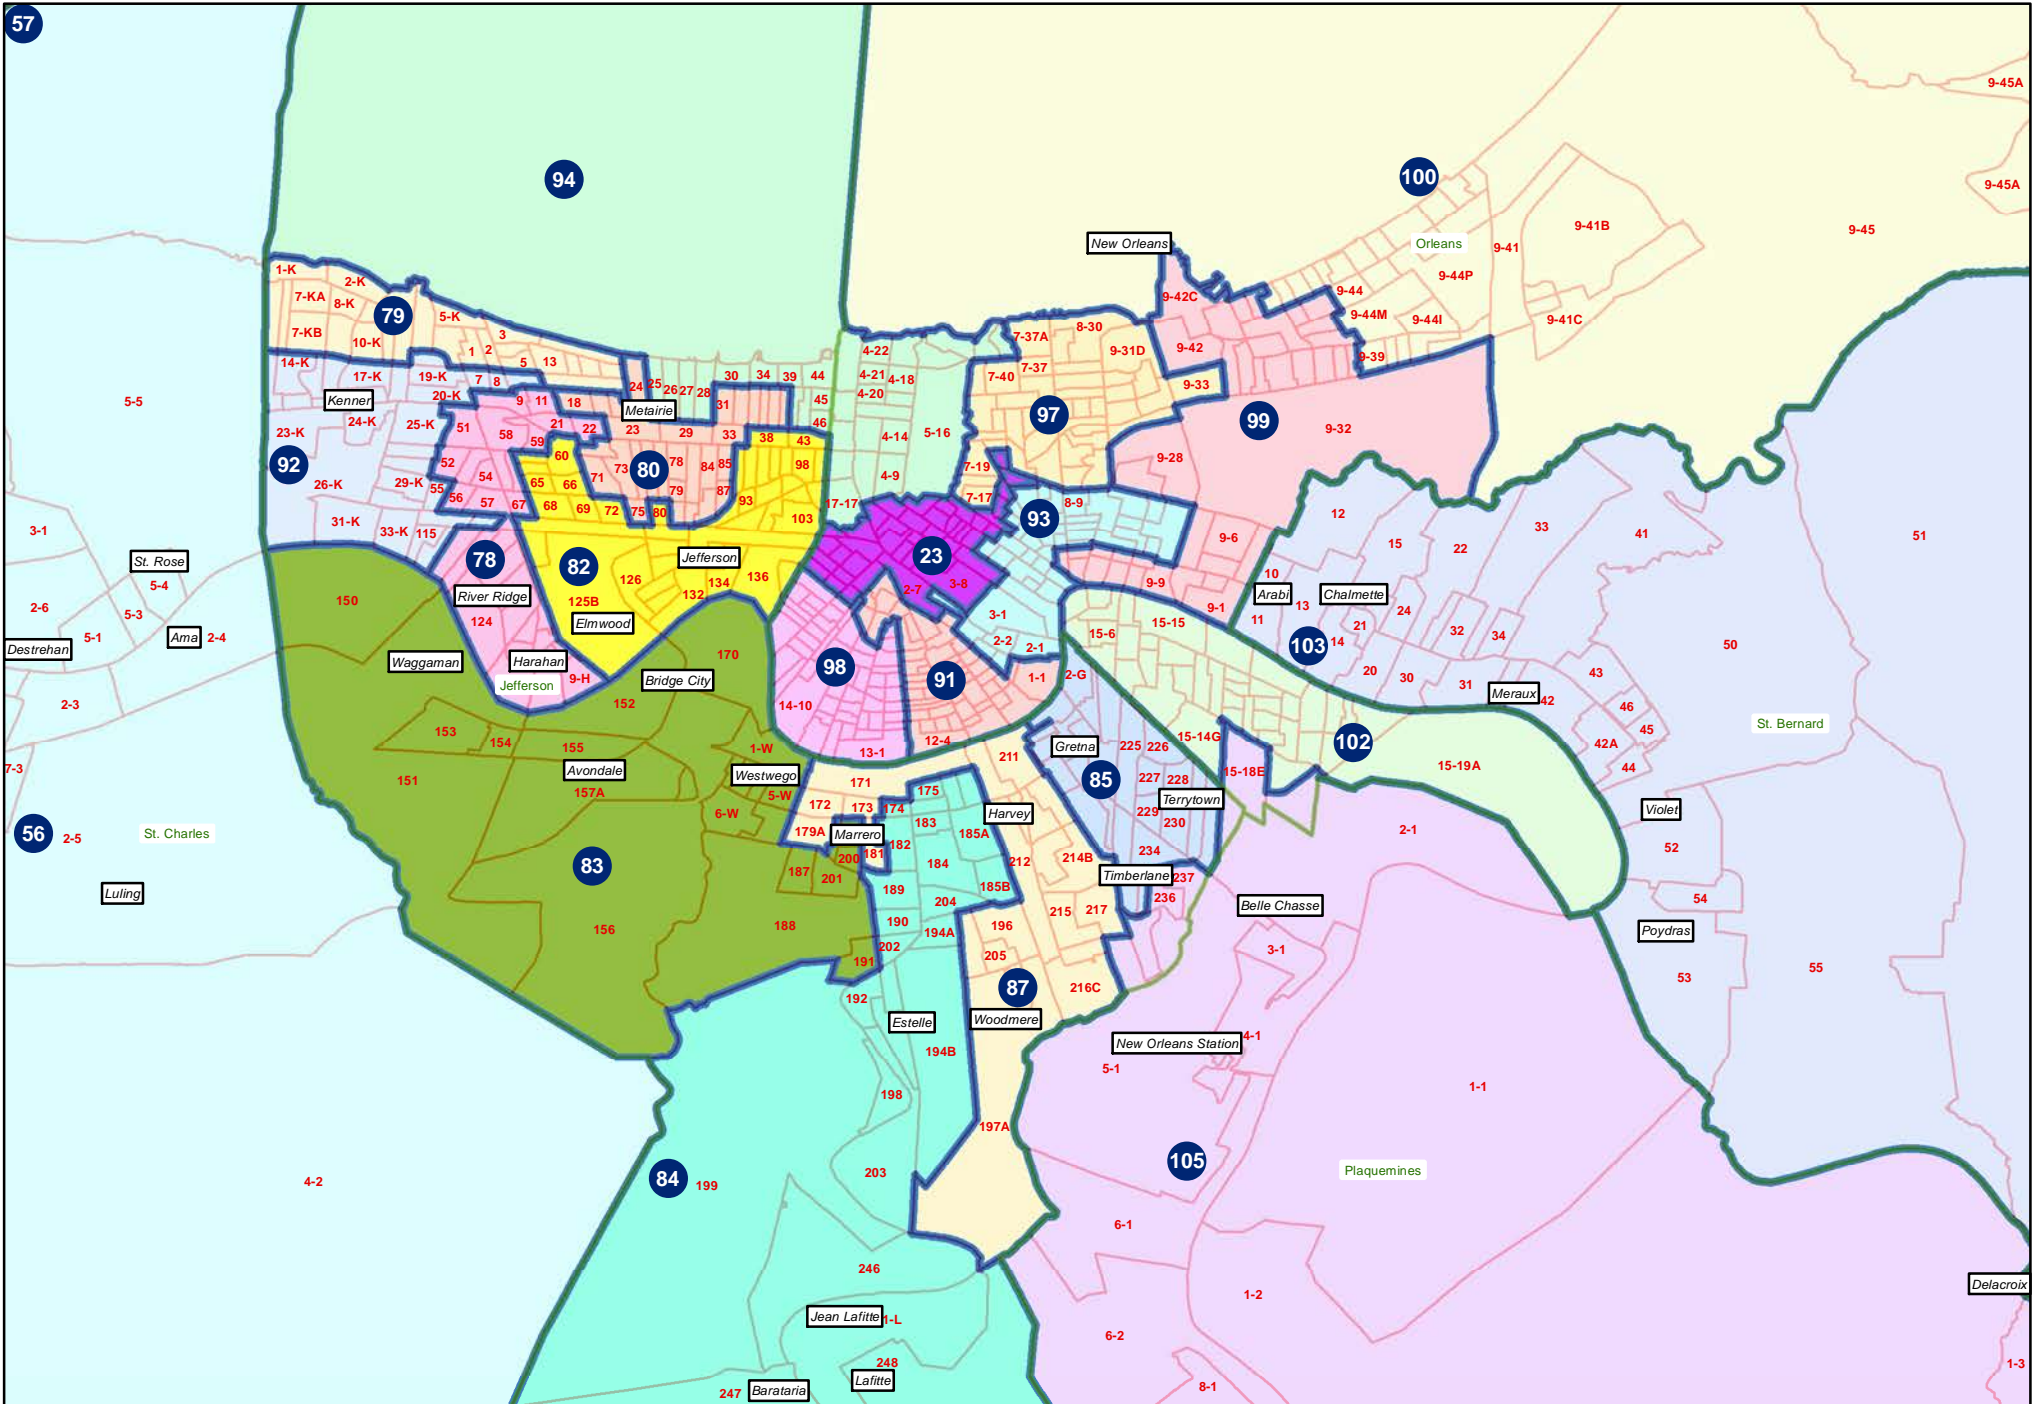 57
94
100
9-45A
9-45A
9-41B
9-45
New Orleans
Orleans
9-41
9-44P
1-K
2-K
7-KA
8-K
79
5-K
7-KB
10-K
3
1
2
5
13
9-42C
9-44
9-44M
9-44I
9-41C
7-37A
8-30
9-31D
9-42
9-39
4-22
14-K
17-K
19-K
7
8
24
25
26
27
28
30
34
39
44
4-21
4-18
4-20
7-40
7-37
9-33
5-5
Kenner
20-K
9
11
18
Metairie
31
45
46
97
99
9-32
23-K
24-K
25-K
51
58
59
21
22
23
29
33
38
43
4-14
5-16
92
26-K
52
54
60
71
73
80
78
84
85
98
4-9
7-19
9-28
29-K
55
56
57
67
65
66
68
69
72
75
80
79
87
93
103
17-17
7-17
8-9
93
31-K
33-K
115
3-1
St. Rose
5-4
78
82
Jefferson
126
134
136
132
23
2-7
3-8
9-6
9-9
9-1
12
15
22
33
41
51
2-6
5-3
5-1
Ama
2-4
Destrehan
150
River Ridge
124
125B
Elmwood
3-1
2-2
2-1
15-6
15-15
10
Arabi
11
13
Chalmette
24
21
14
103
32
34
20
30
31
Meraux
42
43
46
45
42A
44
50
St. Bernard
2-3
Waggaman
Harahan
Jefferson
9-H
170
Bridge City
152
98
14-10
13-1
91
1-1
12-4
2-G
153
154
155
151
Avondale
157A
1-W
Westwego
5-W
6-W
211
Gretna
225
226
15-14G
85
227
228
Terrytown
229
230
234
15-18E
102
15-19A
7-3
56
2-5
St. Charles
Luling
83
171
172
173
174
175
179A
Marrero
183
182
185A
Harvey
200
181
184
187
201
189
185B
204
212
214B
Timberlane
237
236
2-1
Violet
52
54
Poydras
53
55
156
188
190
194A
202
191
196
205
215
217
Belle Chasse
3-1
192
Estelle
87
Woodmere
216C
New Orleans Station
4-1
194B
5-1
1-1
198
197A
4-2
84
199
203
105
Plaquemines
6-1
246
1-2
Delacroix
Jean Lafitte
1-L
6-2
248
Lafitte
1-3
247
Barataria
8-1